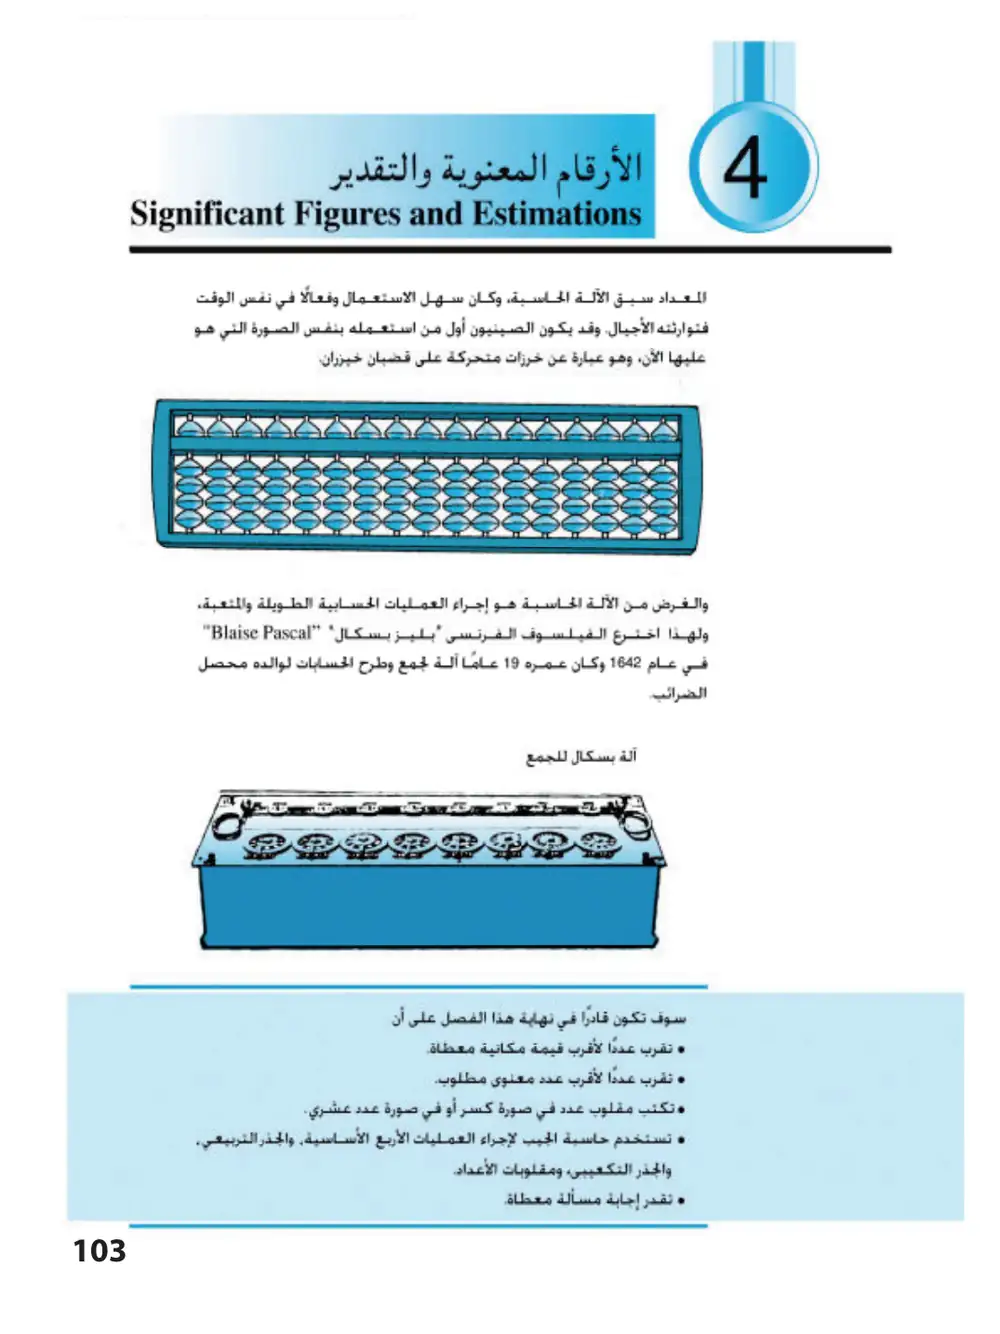 4
الأرقام المعنوية والتقدير
Significant Figures and Estimations
المعداد سبق الآلة الحاسبة، وكان سهل الاستعمال وفعالًا في نفس الوقت
فتوارثته الأجيال. وقد يكون الصينيون أول من استعمله بنفس الصورة التي هو
عليها الآن، وهو عبارة عن خرزات متحركة على قضبان خيزران.
والغرض من الآلة الحاسبة هو إجراء العمليات الحسابية الطويلة والمتعبة،
ولهذا اخترع الفيلسوف الفرنسى "بليز بسكال" "Blaise Pascal"
في عام 1642 وكان عمره 19 عامًا آلة لجمع وطرح الحسابات لوالده محصل
الضرائب.
آلة بسكال للجمع
سوف تكون قادرًا في نهاية هذا الفصل على أن
• تقرب عددًا لأقرب قيمة مكانية معطاة.
• تقرب عددًا لأقرب عدد معنوى مطلوب.
• تكتب مقلوب عدد في صورة كسر أو في صورة عدد عشري.
• تستخدم حاسبة الجيب لإجراء العمليات الأربع الأساسية، والجذر التربيعي،
والجذر التكعيبى، ومقلوبات الأعداد.
• تقدر إجابة مسألة معطاة.
103